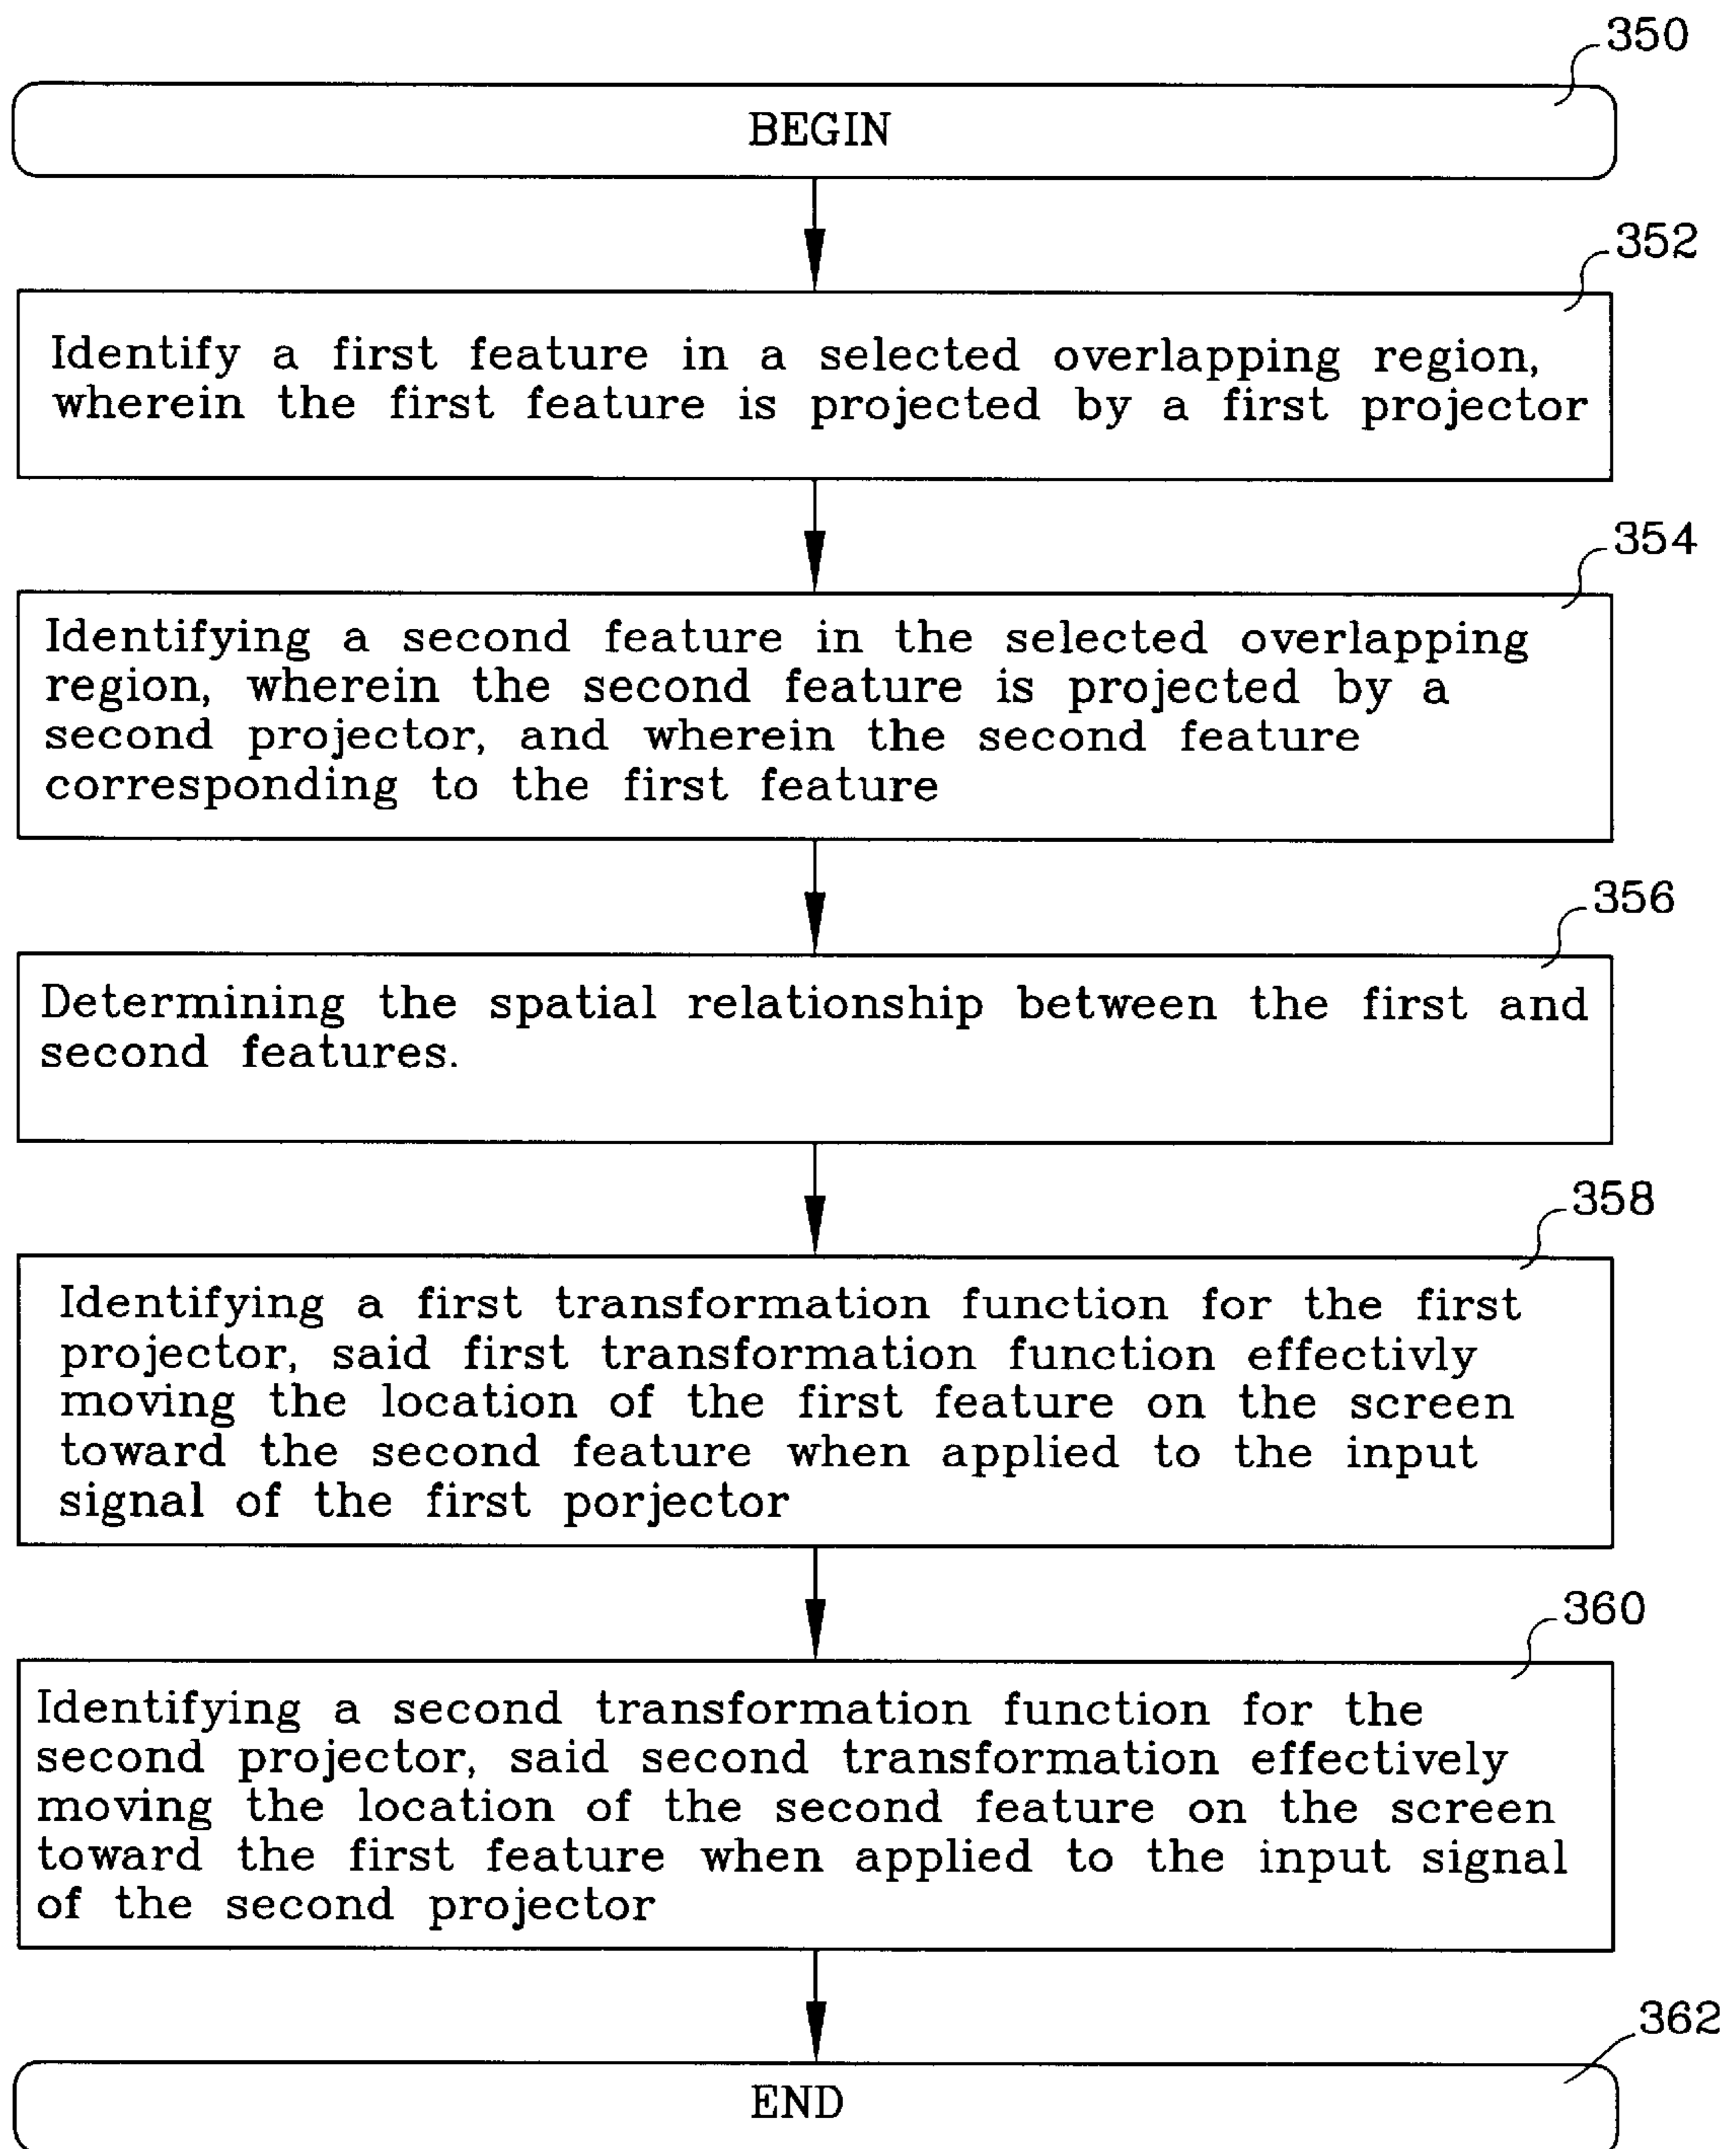 350
BEGIN
352
Identify a first feature in a selected overlapping region,
wherein the first feature is projected by a first projector
354
Identifying a second feature in the selected overlapping
region, wherein the second feature is projected by a
second projector, and wherein the second feature
corresponding to the first feature
356
Determining the spatial relationship between the first and
second features.
358
Identifying a first transformation function for the first
projector, said first transformation function effectivly
moving the location of the first feature on the screen
toward the second feature when applied to the input
signal of the first porjector
360
Identifying a second transformation function for the
second projector, said second transformation effectively
moving the location of the second feature on the screen
toward the first feature when applied to the input signal
of the second projector
362
END